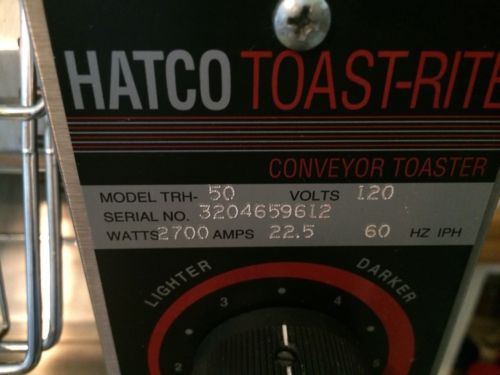 HATCO TOAST-RITE
CONVEYOR TOASTER
MODEL TRH- 50 VOLTS 120
SERIAL NO. 3204659612
WATTS 2700 AMPS 22.5 60 HZ IPH
LIGHTER DARKER
3 4
2